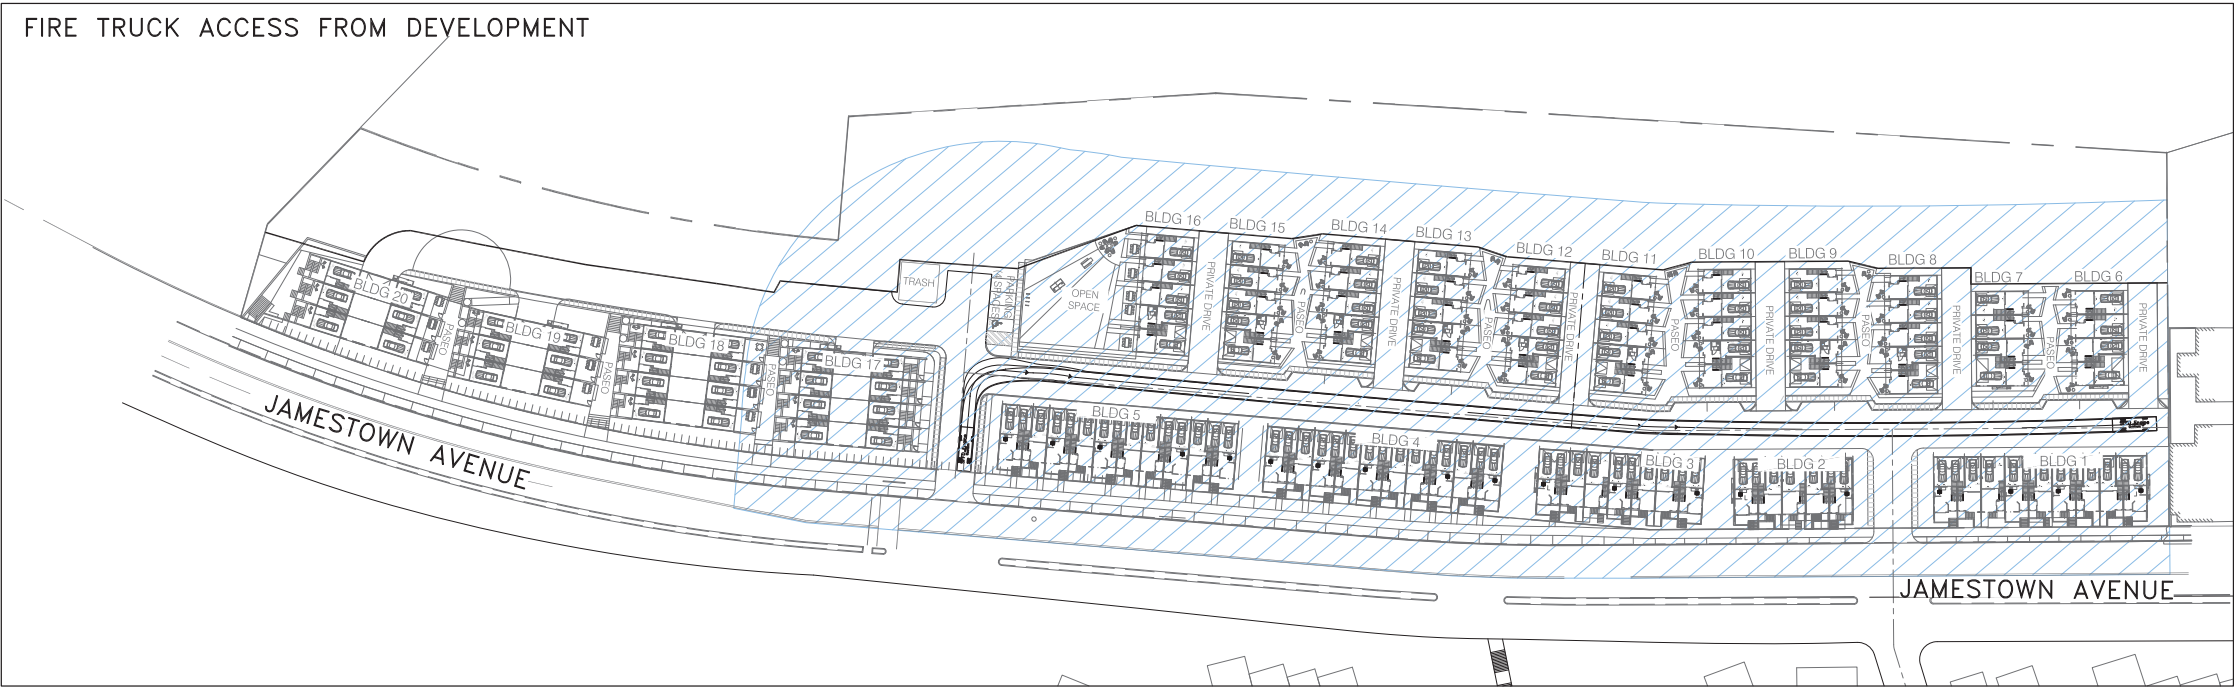 FIRE TRUCK ACCESS FROM DEVELOPMENT
BLDG 16
BLDG 15
BLDG 14
BLDG 13
BLDG 12
BLDG 11
BLDG 10
BLDG 9
BLDG 8
BLDG 7
BLDG 6
TRASH
PARKING
SPACES
OPEN
SPACE
PRIVATE DRIVE
PASEO
PRIVATE DRIVE
PASEO
PRIVATE DRIVE
PASEO
PRIVATE DRIVE
PASEO
PRIVATE DRIVE
PASEO
PRIVATE DRIVE
BLDG 20
PASEO
BLDG 19
PASEO
BLDG 18
PASEO
BLDG 17
BLDG 5
BLDG 4
BLDG 3
BLDG 2
BLDG 1
JAMESTOWN AVENUE
JAMESTOWN AVENUE